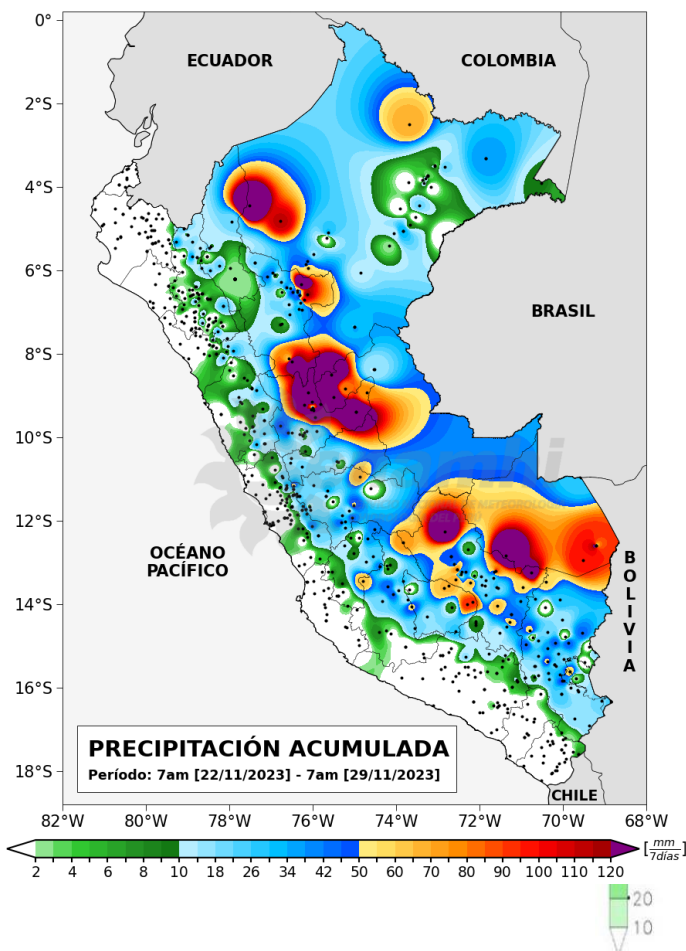 0°
ECUADOR
COLOMBIA
2°S
4°S
6°S
BRASIL
8°S
10°S
12°S
OCÉANO
PACÍFICO
BOLIVIA
14°S
16°S
PRECIPITACIÓN ACUMULADA
Período: 7am [22/11/2023] - 7am [29/11/2023]
18°S
CHILE
82°W 80°W 78°W 76°W 74°W 72°W 70°W 68°W
2 4 6 8 10 18 26 34 42 50 60 70 80 90 100 110 120 [mm/7días]
20
10